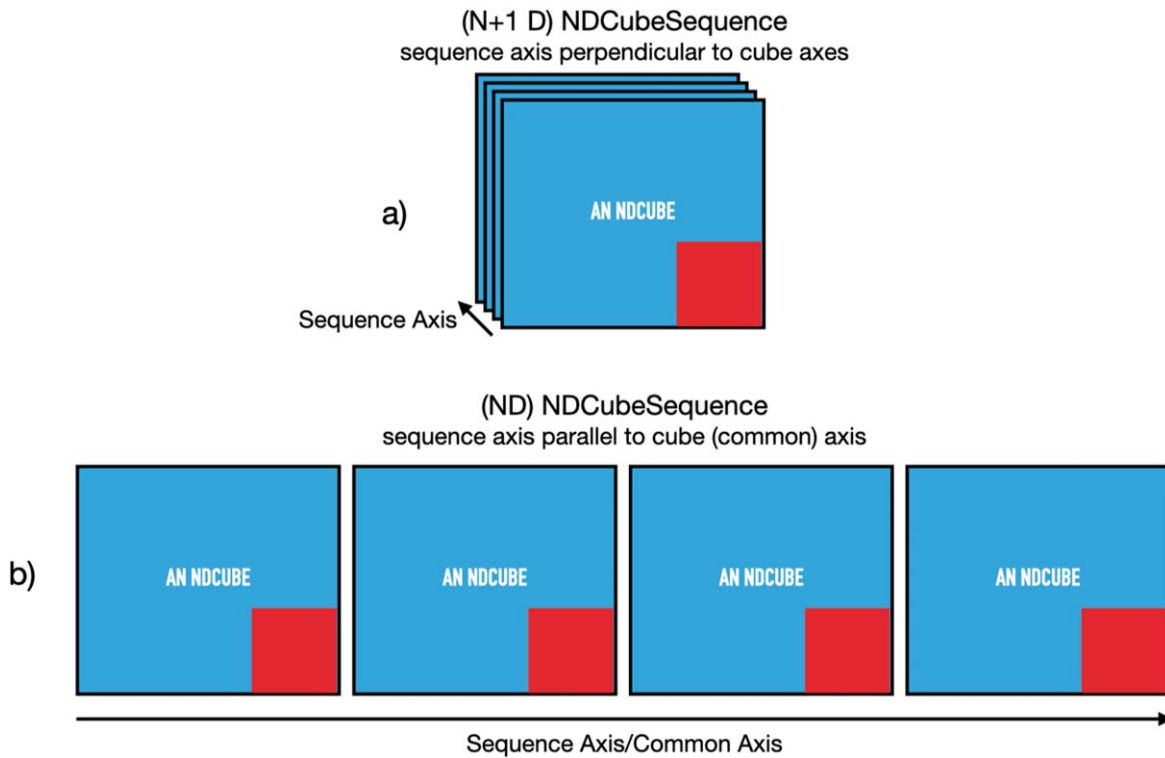 (N+1 D) NDCubeSequence
sequence axis perpendicular to cube axes
a)
AN NDCUBE
Sequence Axis
(ND) NDCubeSequence
sequence axis parallel to cube (common) axis
b)
AN NDCUBE
AN NDCUBE
AN NDCUBE
AN NDCUBE
Sequence Axis/Common Axis